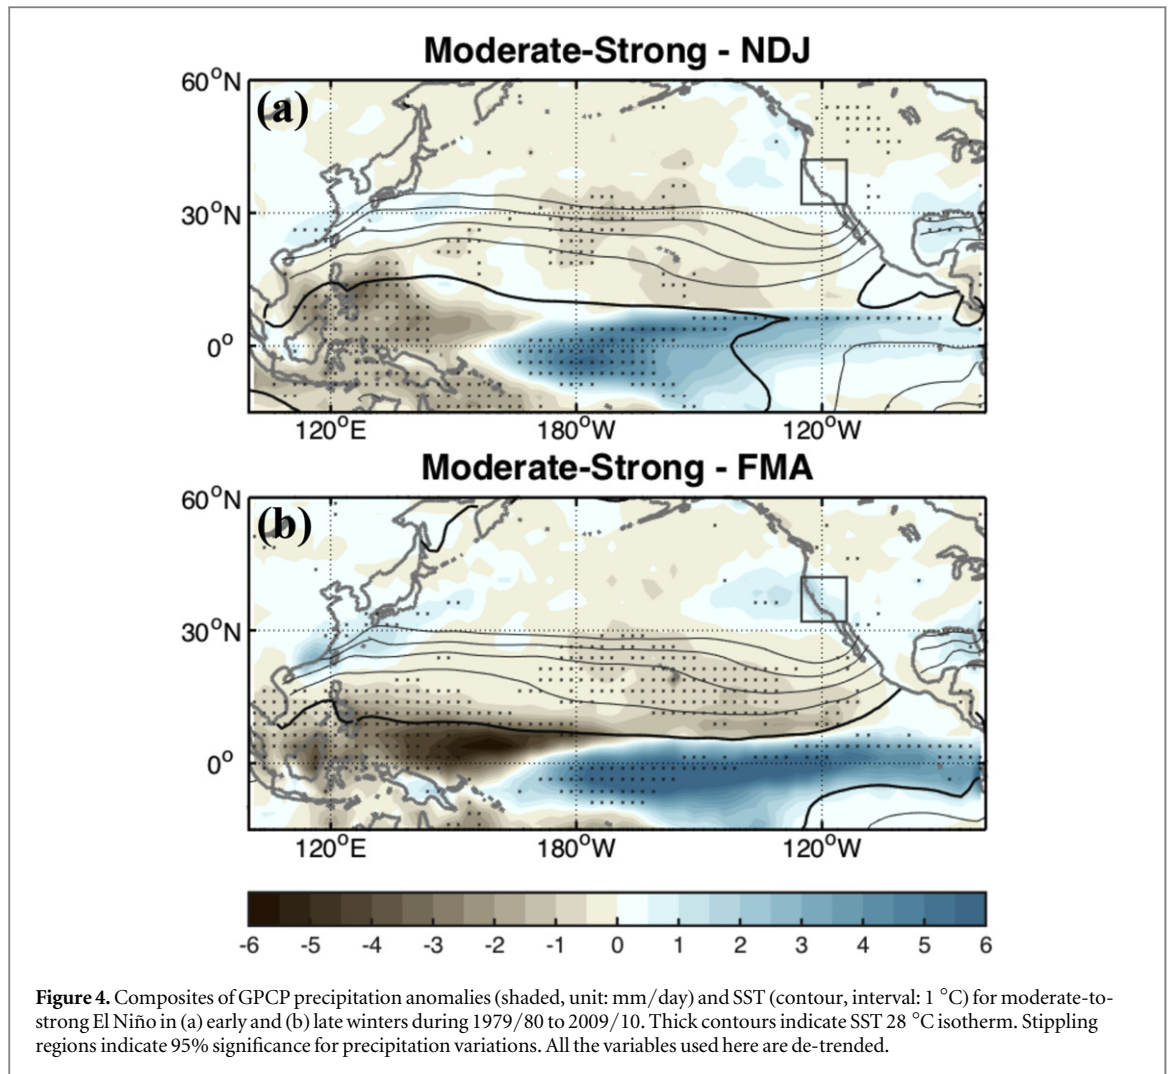 Moderate-Strong - NDJ
60°N
(a)
30°N
0°
120°E 180°W 120°W
Moderate-Strong - FMA
60°N
(b)
30°N
0°
120°E 180°W 120°W
-6 -5 -4 -3 -2 -1 0 1 2 3 4 5 6
Figure 4. Composites of GPCP precipitation anomalies (shaded, unit: mm/day) and SST (contour, interval: 1 °C) for moderate-to-
strong El Niño in (a) early and (b) late winters during 1979/80 to 2009/10. Thick contours indicate SST 28 °C isotherm. Stippling
regions indicate 95% significance for precipitation variations. All the variables used here are de-trended.